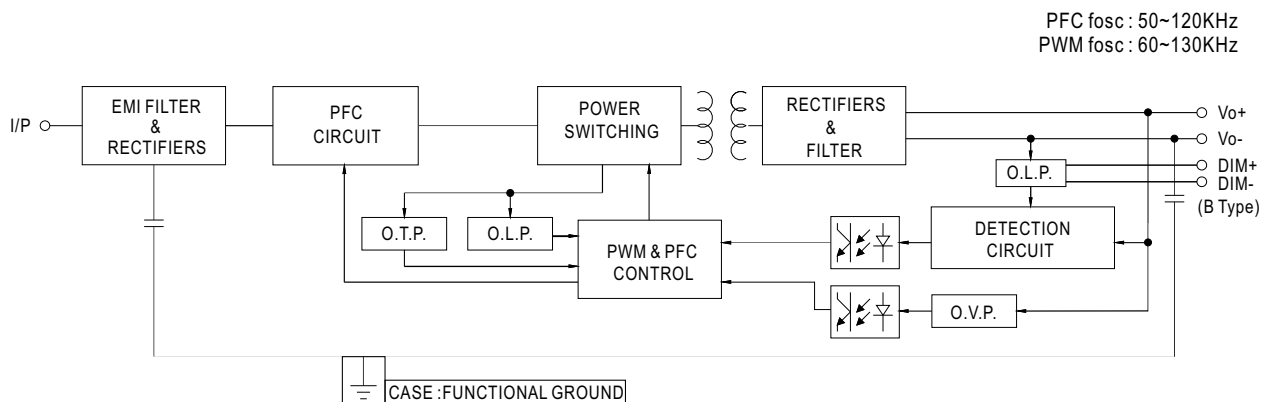 PFC fosc : 50~120KHz
PWM fosc : 60~130KHz
I/P
EMI FILTER
&
RECTIFIERS
PFC
CIRCUIT
POWER
SWITCHING
RECTIFIERS
&
FILTER
Vo+
Vo-
DIM+
DIM-
(B Type)
O.L.P.
O.T.P.
O.L.P.
PWM & PFC
CONTROL
DETECTION
CIRCUIT
O.V.P.
CASE :FUNCTIONAL GROUND